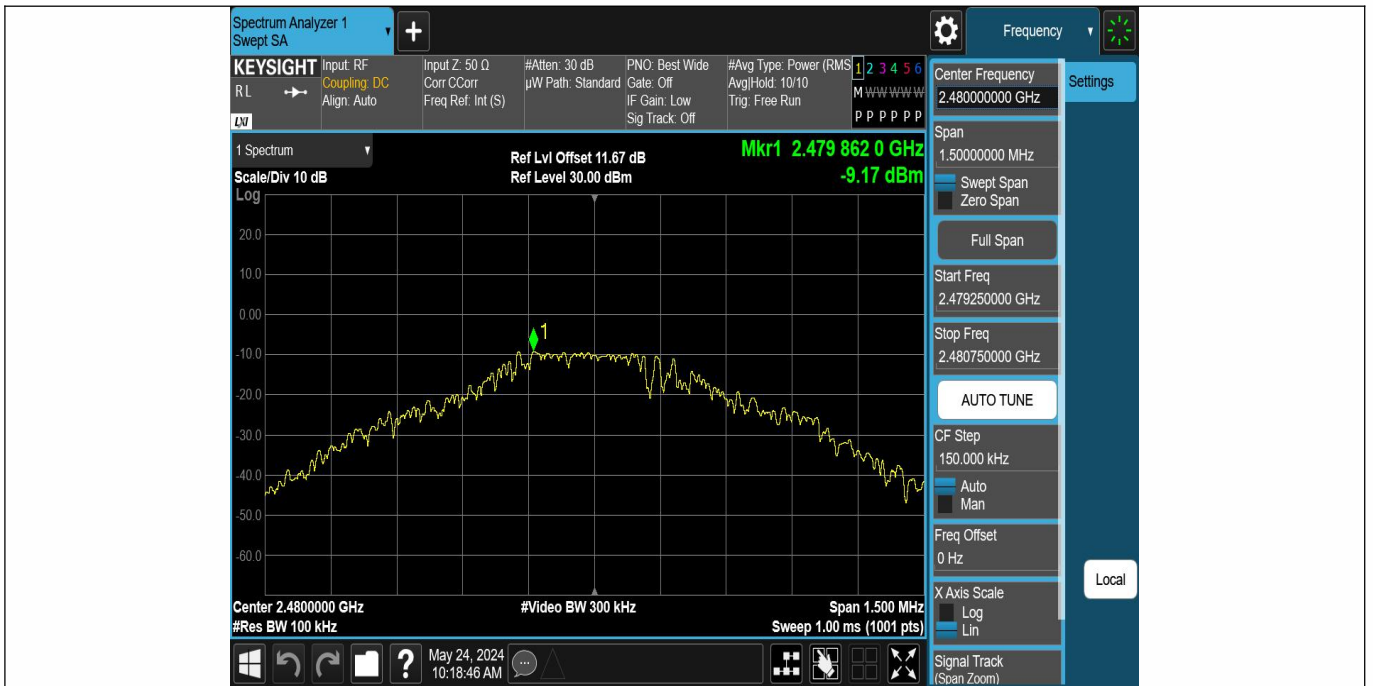 Spectrum Analyzer 1
Swept SA
Frequency
KEYSIGHT
RL
LXI
Input: RF
Coupling: DC
Align: Auto
Input Z: 50 Ω
Corr CCorr
Freq Ref: Int (S)
#Atten: 30 dB
µW Path: Standard
PNO: Best Wide
Gate: Off
IF Gain: Low
Sig Track: Off
#Avg Type: Power (RMS
Avg|Hold: 10/10
Trig: Free Run
1 2 3 4 5 6
M W W W W W
P P P P P P
1 Spectrum
Scale/Div 10 dB
Log
Ref Lvl Offset 11.67 dB
Ref Level 30.00 dBm
Mkr1 2.479 862 0 GHz
-9.17 dBm
20.0
10.0
0.00
-10.0
-20.0
-30.0
-40.0
-50.0
-60.0
1
Center 2.4800000 GHz
#Res BW 100 kHz
#Video BW 300 kHz
Span 1.500 MHz
Sweep 1.00 ms (1001 pts)
Center Frequency
2.480000000 GHz
Settings
Span
1.50000000 MHz
Swept Span
Zero Span
Full Span
Start Freq
2.479250000 GHz
Stop Freq
2.480750000 GHz
AUTO TUNE
CF Step
150.000 kHz
Auto
Man
Freq Offset
0 Hz
X Axis Scale
Log
Lin
Local
Signal Track
(Span Zoom)
?
May 24, 2024
10:18:46 AM